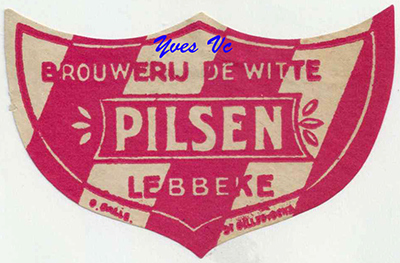 Yves Vc
BROUWERIJ DE WITTE
PILSEN
LEBBEKE